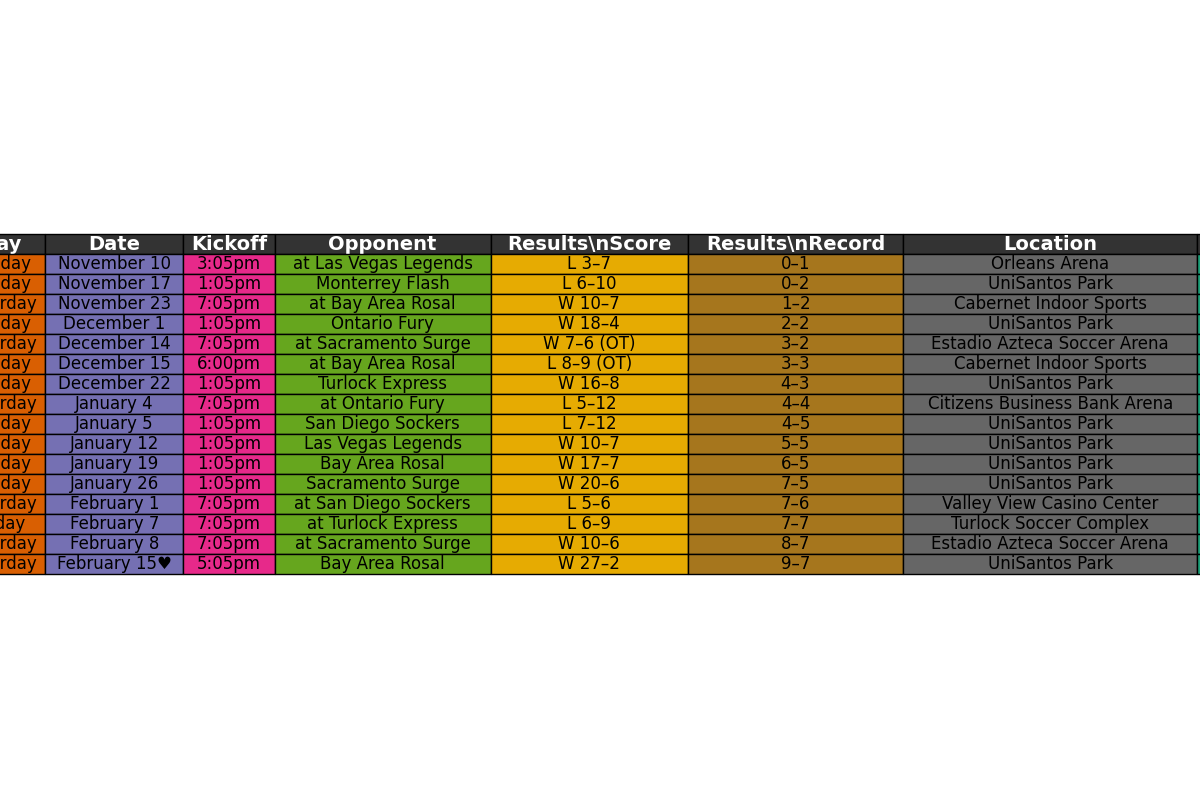 ay Date Kickoff Opponent Results\nScore Results\nRecord Location
day November 10 3:05pm at Las Vegas Legends L 3–7 0–1 Orleans Arena
day November 17 1:05pm Monterrey Flash L 6–10 0–2 UniSantos Park
rday November 23 7:05pm at Bay Area Rosal W 10–7 1–2 Cabernet Indoor Sports
day December 1 1:05pm Ontario Fury W 18–4 2–2 UniSantos Park
rday December 14 7:05pm at Sacramento Surge W 7–6 (OT) 3–2 Estadio Azteca Soccer Arena
day December 15 6:00pm at Bay Area Rosal L 8–9 (OT) 3–3 Cabernet Indoor Sports
day December 22 1:05pm Turlock Express W 16–8 4–3 UniSantos Park
rday January 4 7:05pm at Ontario Fury L 5–12 4–4 Citizens Business Bank Arena
day January 5 1:05pm San Diego Sockers L 7–12 4–5 UniSantos Park
day January 12 1:05pm Las Vegas Legends W 10–7 5–5 UniSantos Park
day January 19 1:05pm Bay Area Rosal W 17–7 6–5 UniSantos Park
day January 26 1:05pm Sacramento Surge W 20–6 7–5 UniSantos Park
rday February 1 7:05pm at San Diego Sockers L 5–6 7–6 Valley View Casino Center
day February 7 7:05pm at Turlock Express L 6–9 7–7 Turlock Soccer Complex
rday February 8 7:05pm at Sacramento Surge W 10–6 8–7 Estadio Azteca Soccer Arena
rday February 15♥ 5:05pm Bay Area Rosal W 27–2 9–7 UniSantos Park